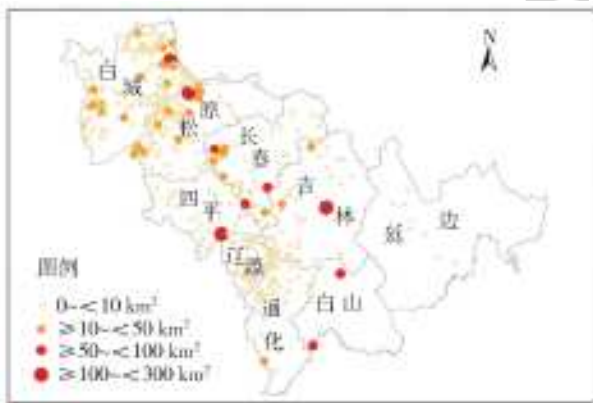 N
白城
松原
长春
吉林
四平
延边
辽源
通化
白山
图例
0~<10 km²
≥10~<50 km²
≥50~<100 km²
≥100~<300 km²